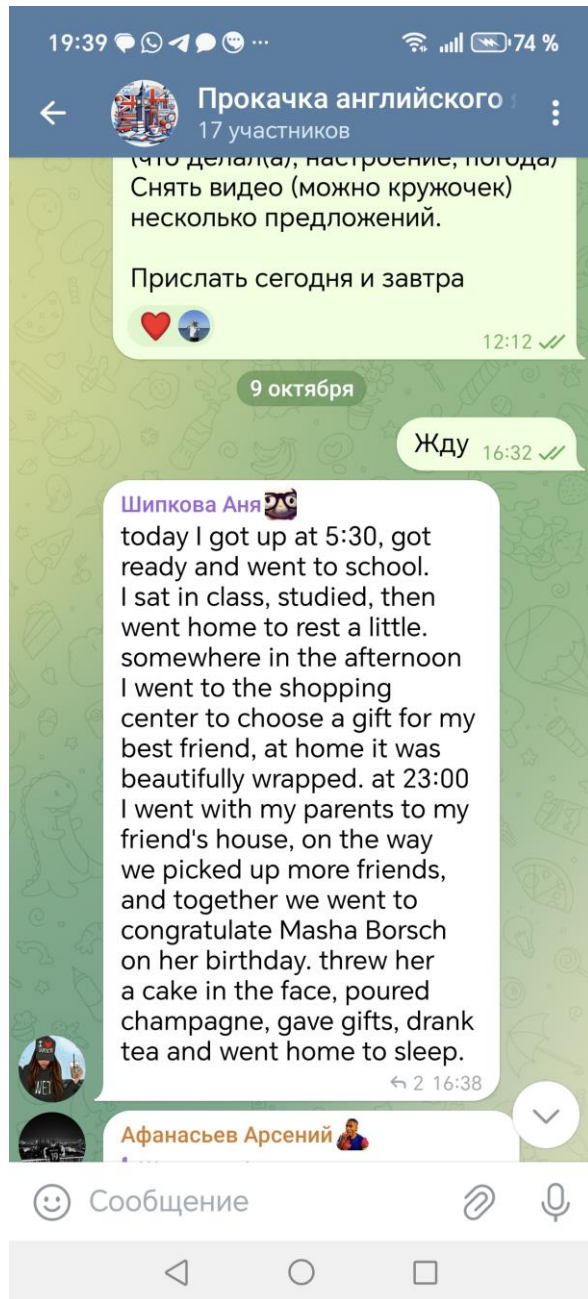 19:39
74 %
Прокачка английского
17 участников
(что делал(а), настроение, погода)
Снять видео (можно кружочек)
несколько предложений.
Прислать сегодня и завтра
12:12
9 октября
Жду 16:32
Шипкова Аня
today I got up at 5:30, got
ready and went to school.
I sat in class, studied, then
went home to rest a little.
somewhere in the afternoon
I went to the shopping
center to choose a gift for my
best friend, at home it was
beautifully wrapped. at 23:00
I went with my parents to my
friend's house, on the way
we picked up more friends,
and together we went to
congratulate Masha Borsch
on her birthday. threw her
a cake in the face, poured
champagne, gave gifts, drank
tea and went home to sleep.
2 16:38
Афанасьев Арсений
Сообщение